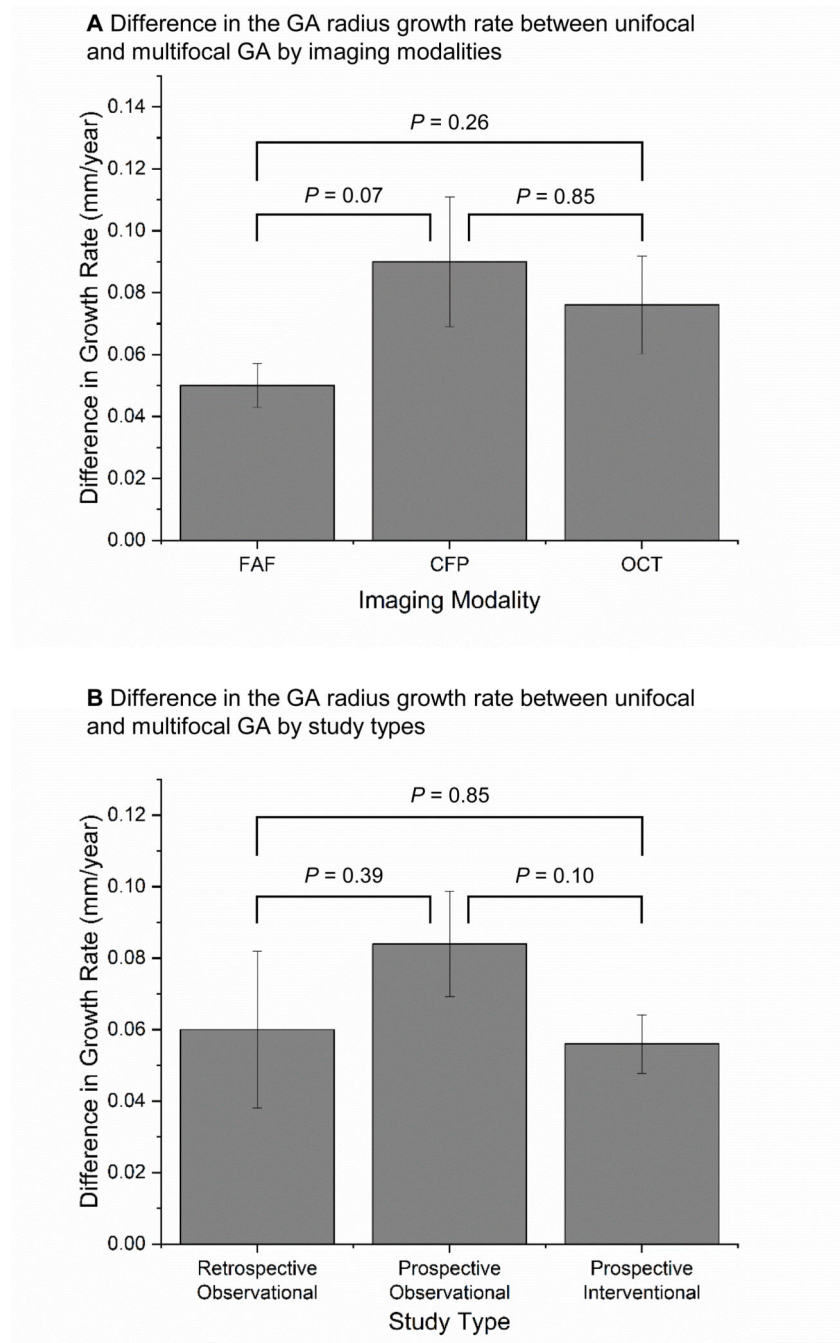 A Difference in the GA radius growth rate between unifocal
and multifocal GA by imaging modalities
Difference in Growth Rate (mm/year)
0.14
0.12
0.10
0.08
0.06
0.04
0.02
0.00
P = 0.26
P = 0.07
P = 0.85
FAF
CFP
OCT
Imaging Modality
B Difference in the GA radius growth rate between unifocal
and multifocal GA by study types
Difference in Growth Rate (mm/year)
0.12
0.10
0.08
0.06
0.04
0.02
0.00
P = 0.85
P = 0.39
P = 0.10
Retrospective
Observational
Prospective
Observational
Prospective
Interventional
Study Type